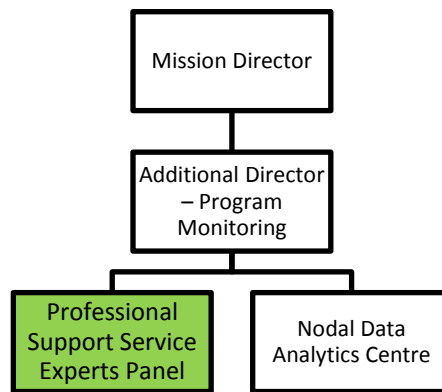 Mission Director
Additional Director
– Program
Monitoring
Professional
Support Service
Experts Panel
Nodal Data
Analytics Centre